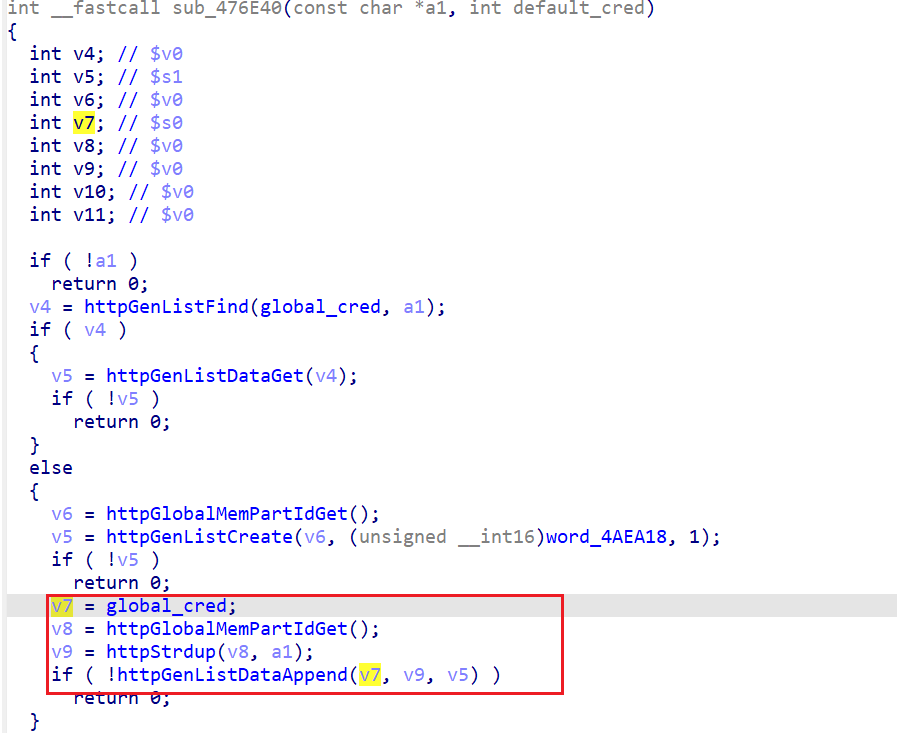 int __fastcall sub_476E40(const char *a1, int default_cred)
{
  int v4; // $v0
  int v5; // $s1
  int v6; // $v0
  int v7; // $s0
  int v8; // $v0
  int v9; // $v0
  int v10; // $v0
  int v11; // $v0

  if ( !a1 )
    return 0;
  v4 = httpGenListFind(global_cred, a1);
  if ( v4 )
  {
    v5 = httpGenListDataGet(v4);
    if ( !v5 )
      return 0;
  }
  else
  {
    v6 = httpGlobalMemPartIdGet();
    v5 = httpGenListCreate(v6, (unsigned __int16)word_4AEA18, 1);
    if ( !v5 )
      return 0;
    v7 = global_cred;
    v8 = httpGlobalMemPartIdGet();
    v9 = httpStrdup(v8, a1);
    if ( !httpGenListDataAppend(v7, v9, v5) )
      return 0;
  }